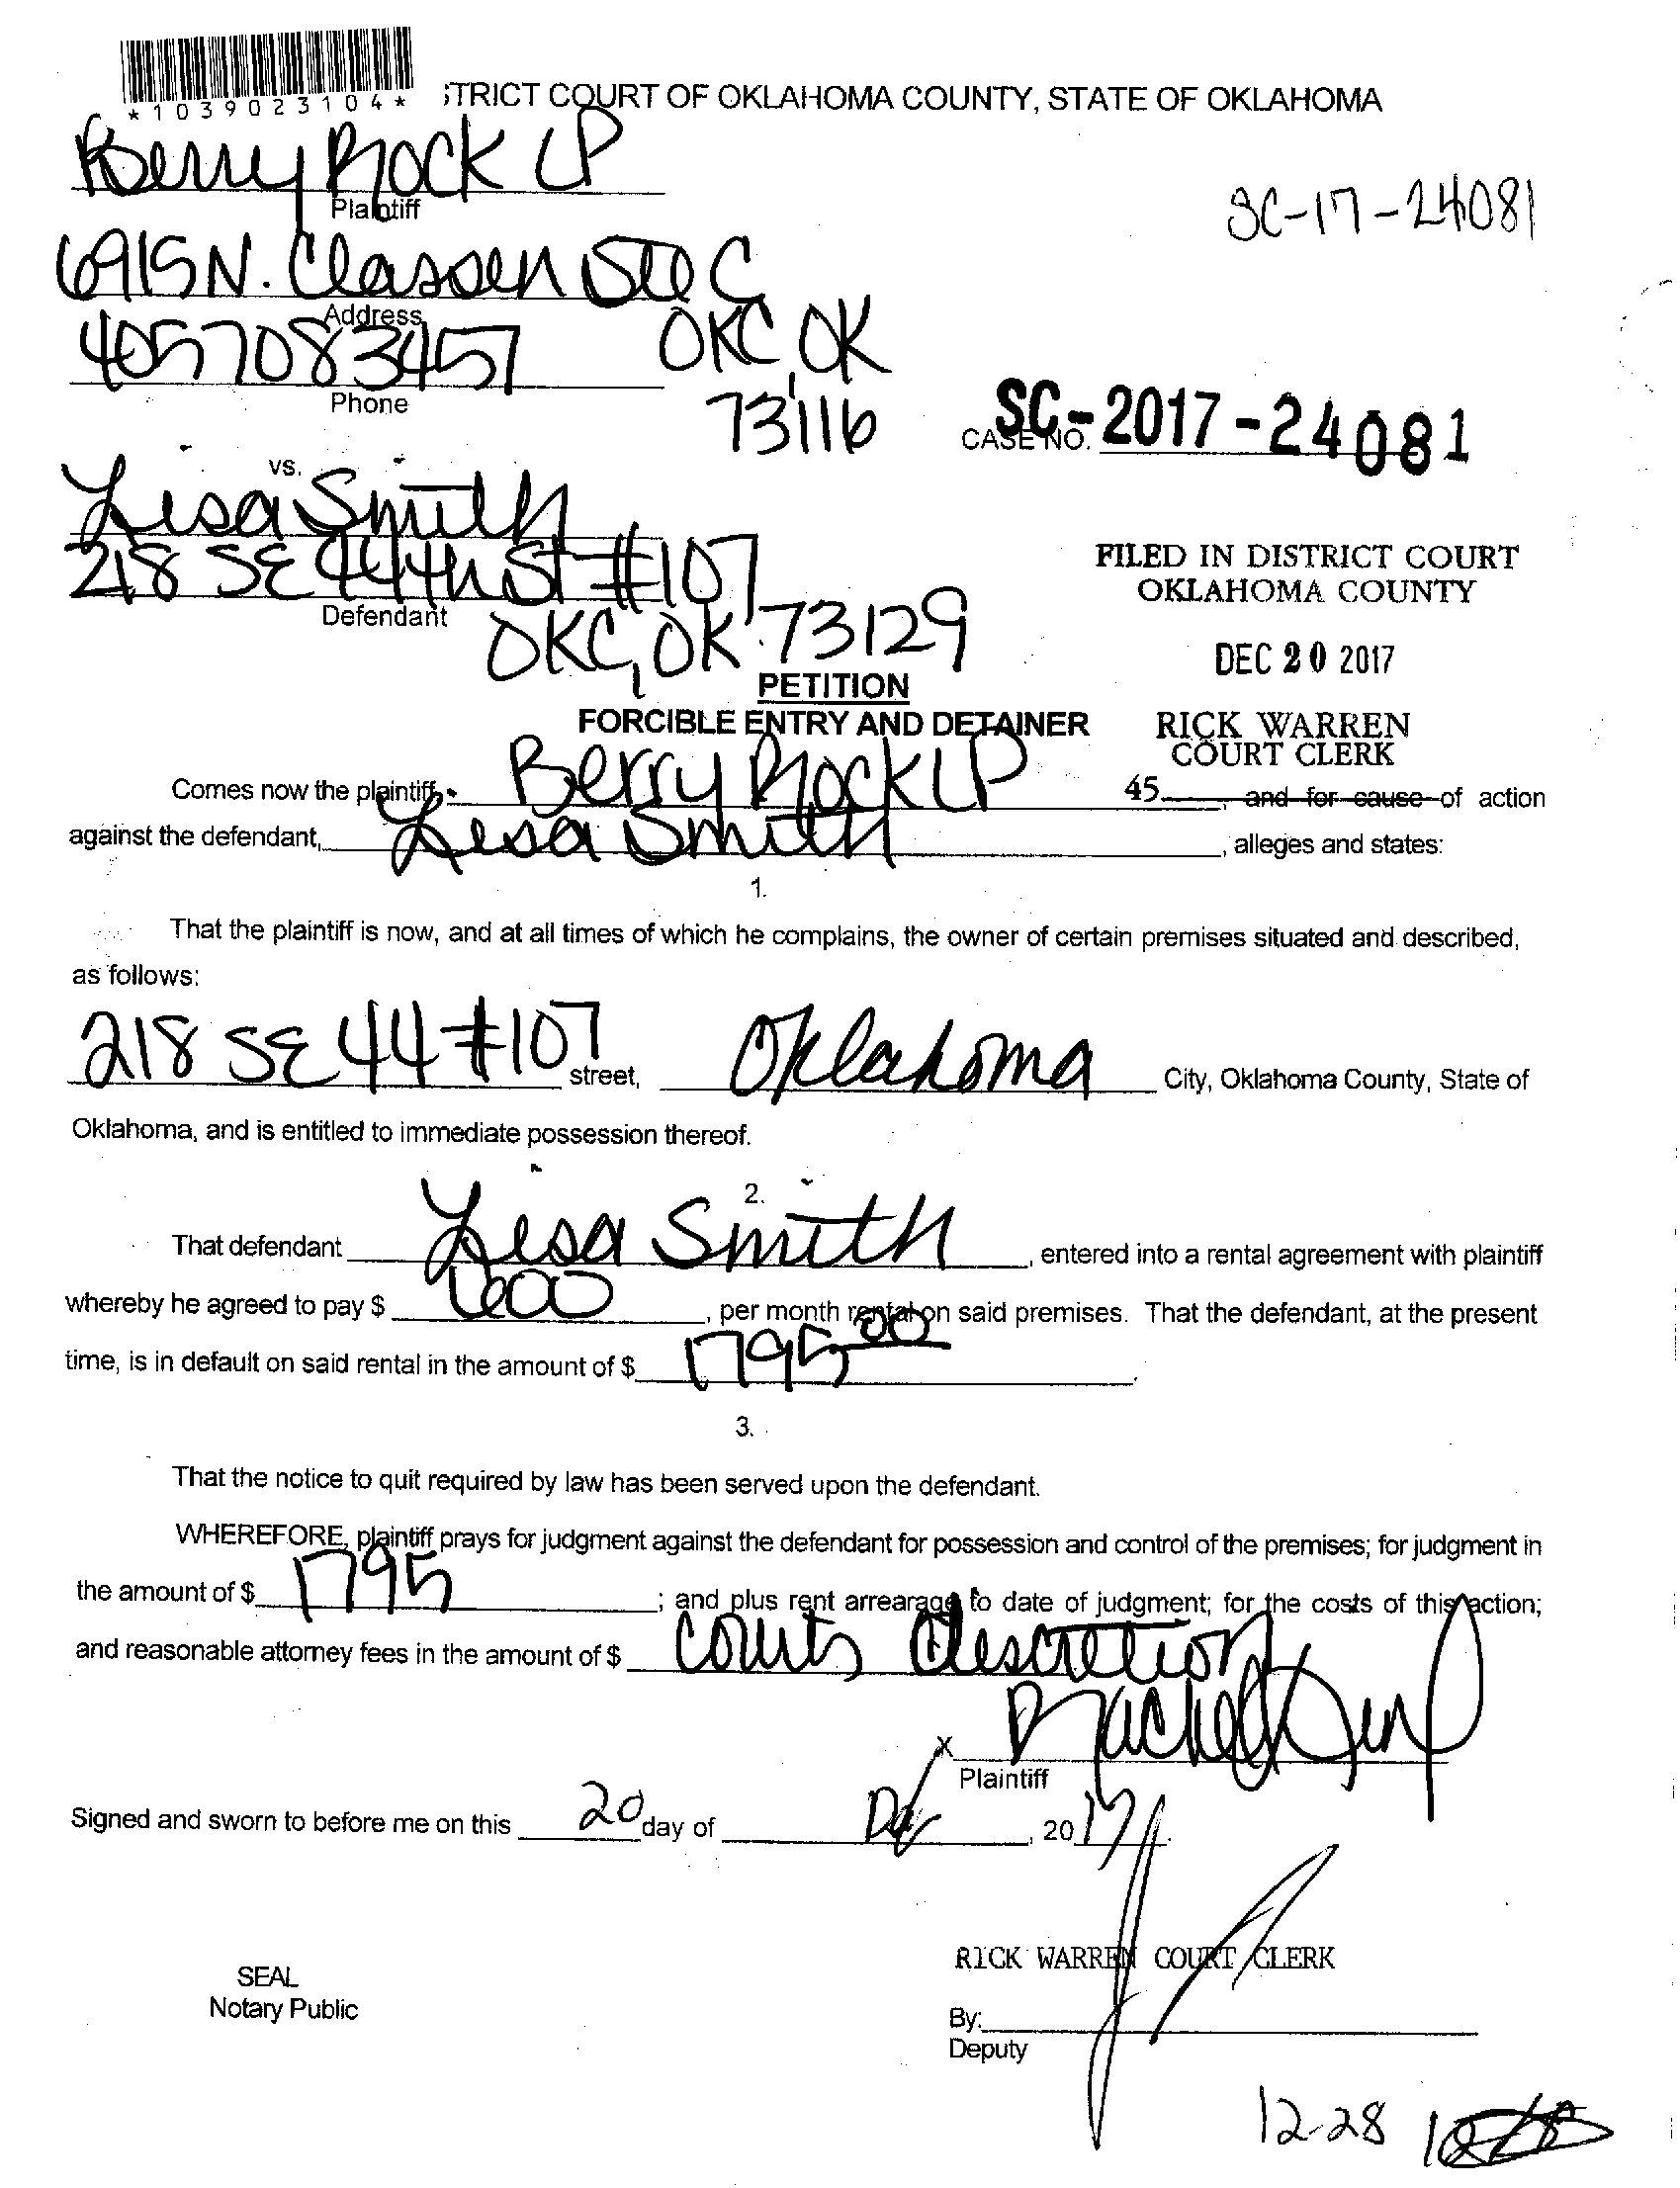 *1039023104*
STRICT COURT OF OKLAHOMA COUNTY, STATE OF OKLAHOMA
Berry Rock LP
Plaintiff
SC-17-24081
6915 N. Classen Ste C
Address
OKC, OK
4057083457
Phone
73116
CASE NO. SC-2017-24081
vs.
Lisa Smith
218 SE 44th St #107
Defendant
OKC, OK 73129
FILED IN DISTRICT COURT
OKLAHOMA COUNTY
DEC 20 2017
PETITION
FORCIBLE ENTRY AND DETAINER
RICK WARREN
COURT CLERK
Comes now the plaintiff, Berry Rock LP 45 , and for cause of action
against the defendant, Lisa Smith , alleges and states:
1.
That the plaintiff is now, and at all times of which he complains, the owner of certain premises situated and described,
as follows:
218 SE 44 #107 street, Oklahoma City, Oklahoma County, State of
Oklahoma, and is entitled to immediate possession thereof.
2.
That defendant Lisa Smith , entered into a rental agreement with plaintiff
whereby he agreed to pay $ 600 , per month rental on said premises. That the defendant, at the present
time, is in default on said rental in the amount of $ 1795 00 .
3.
That the notice to quit required by law has been served upon the defendant.
WHEREFORE, plaintiff prays for judgment against the defendant for possession and control of the premises; for judgment in
the amount of $ 1795 ; and plus rent arrearage to date of judgment; for the costs of this action;
and reasonable attorney fees in the amount of $ courts discretion
X Rachel
Plaintiff
Signed and sworn to before me on this 20 day of Dec , 2017.
RICK WARREN COURT CLERK
SEAL
Notary Public
By:
Deputy
12-28